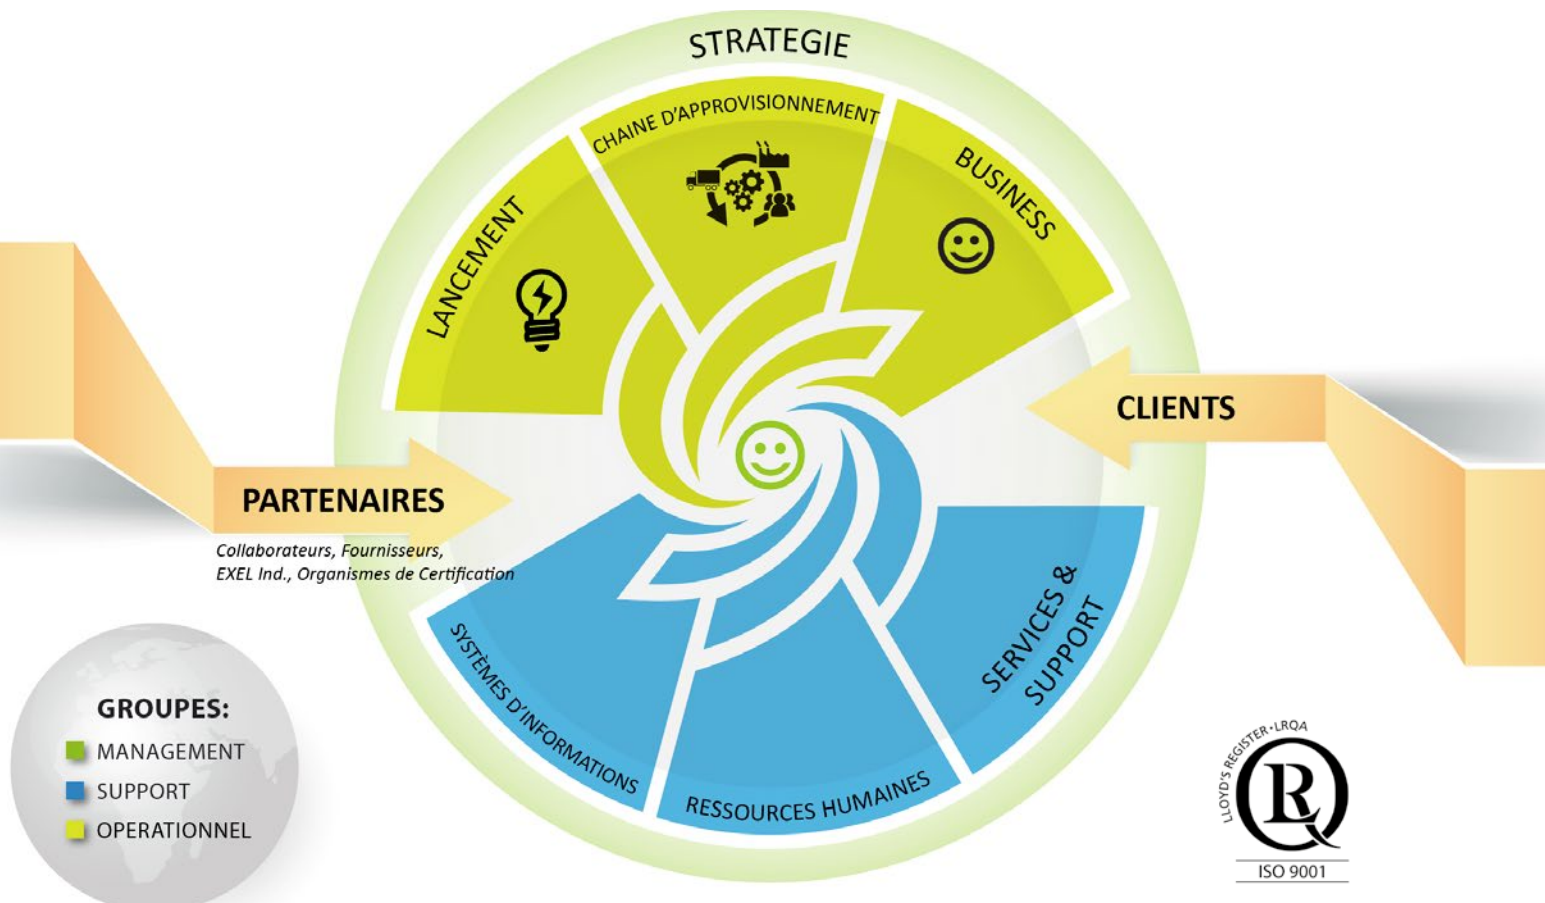 STRATEGIE
CHAINE D'APPROVISIONNEMENT
BUSINESS
LANCEMENT
CLIENTS
PARTENAIRES
Collaborateurs, Fournisseurs,
EXEL Ind., Organismes de Certification
SERVICES &
SUPPORT
SYSTÈMES D'INFORMATIONS
RESSOURCES HUMAINES
GROUPES:
MANAGEMENT
SUPPORT
OPERATIONNEL
LLOYD'S REGISTER · LRQA
LRQ
ISO 9001